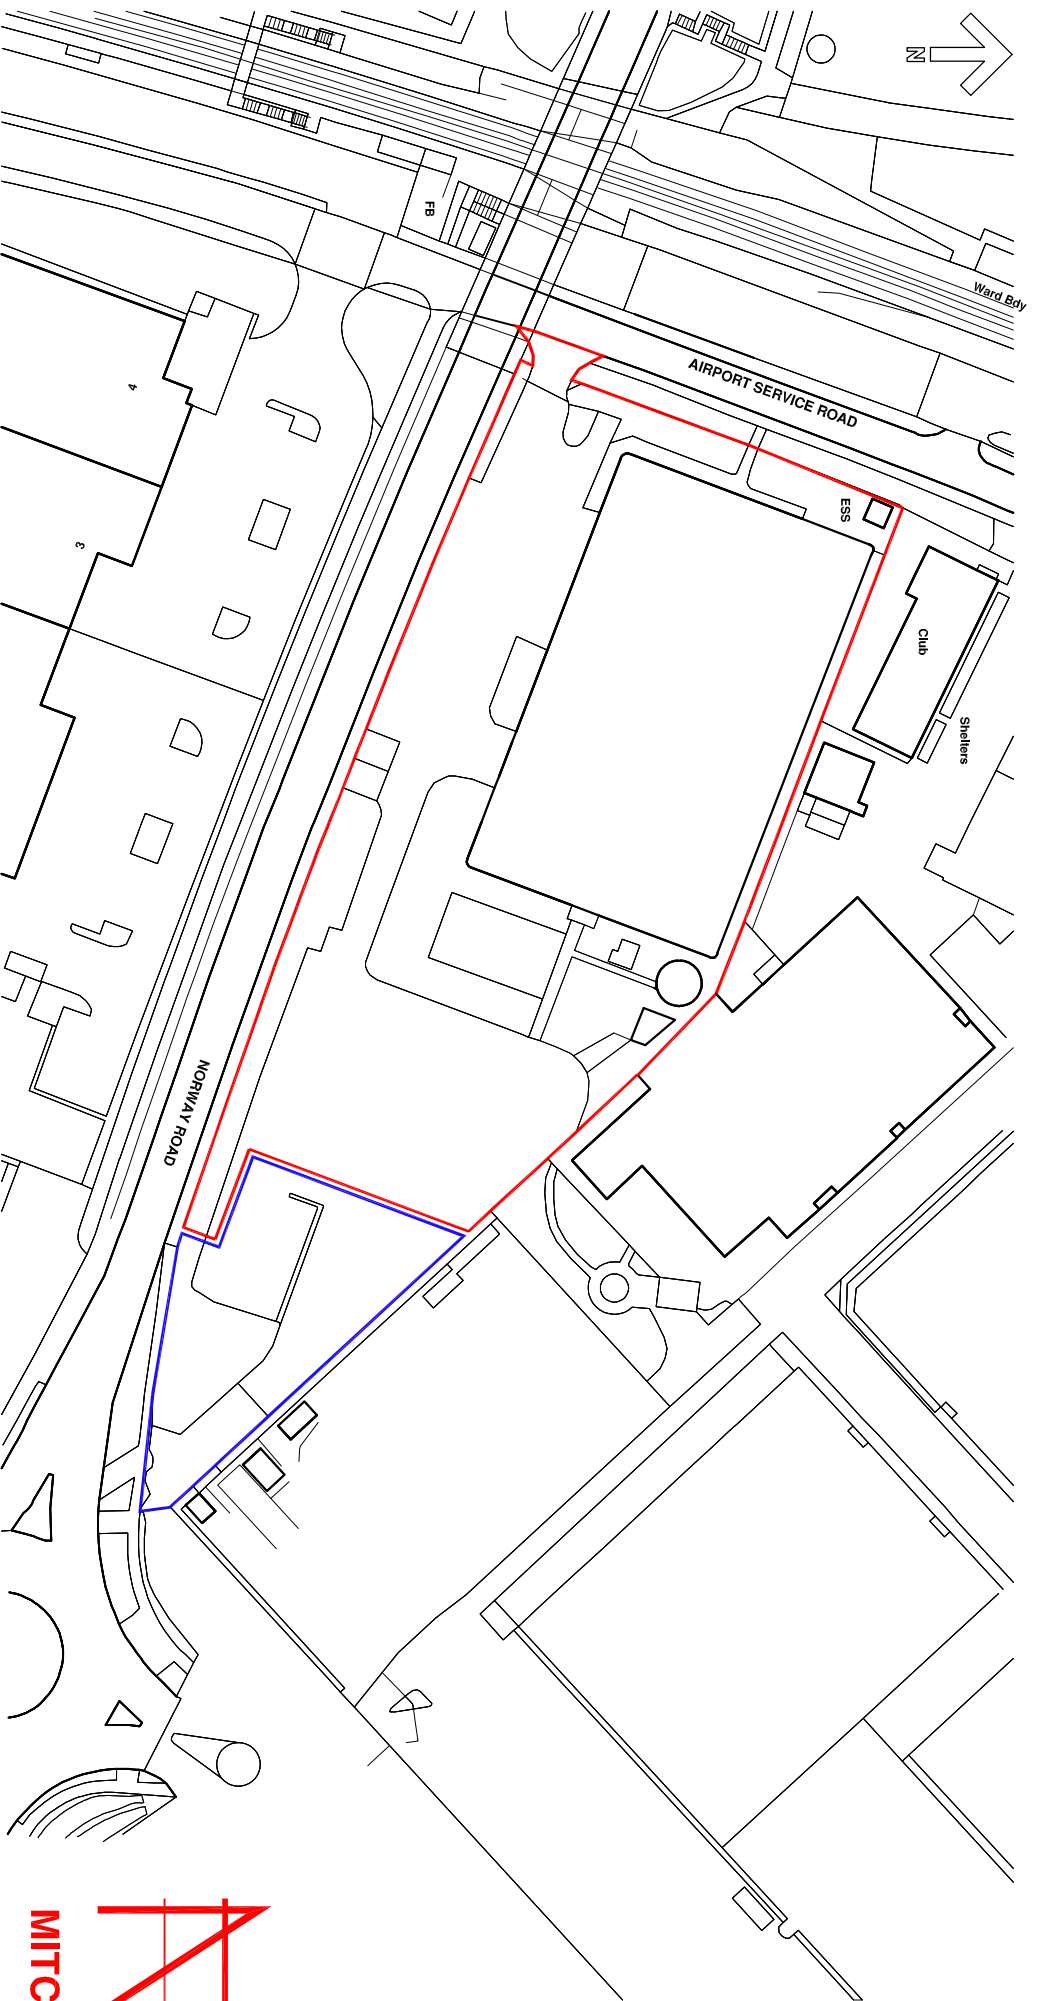 N
FB
Ward Bdy
AIRPORT SERVICE ROAD
4
ESS
3
Club
Shelters
NORWAY ROAD
MITC